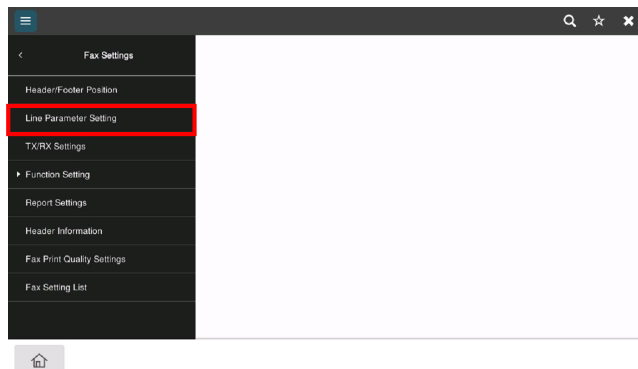 Fax Settings
Header/Footer Position
Line Parameter Setting
TX/RX Settings
Function Setting
Report Settings
Header Information
Fax Print Quality Settings
Fax Setting List